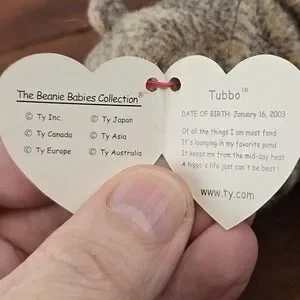 The Beanie Babies Collection®
© Ty Inc. © Ty Japan
© Ty Canada © Ty Asia
© Ty Europe © Ty Australia
Tubbo™
DATE OF BIRTH: January 16, 2003
Of all the things I am most fond
It's lounging in my favorite pond
It keeps me from the mid-day heat
A hippo's life just can't be beat!
www.ty.com